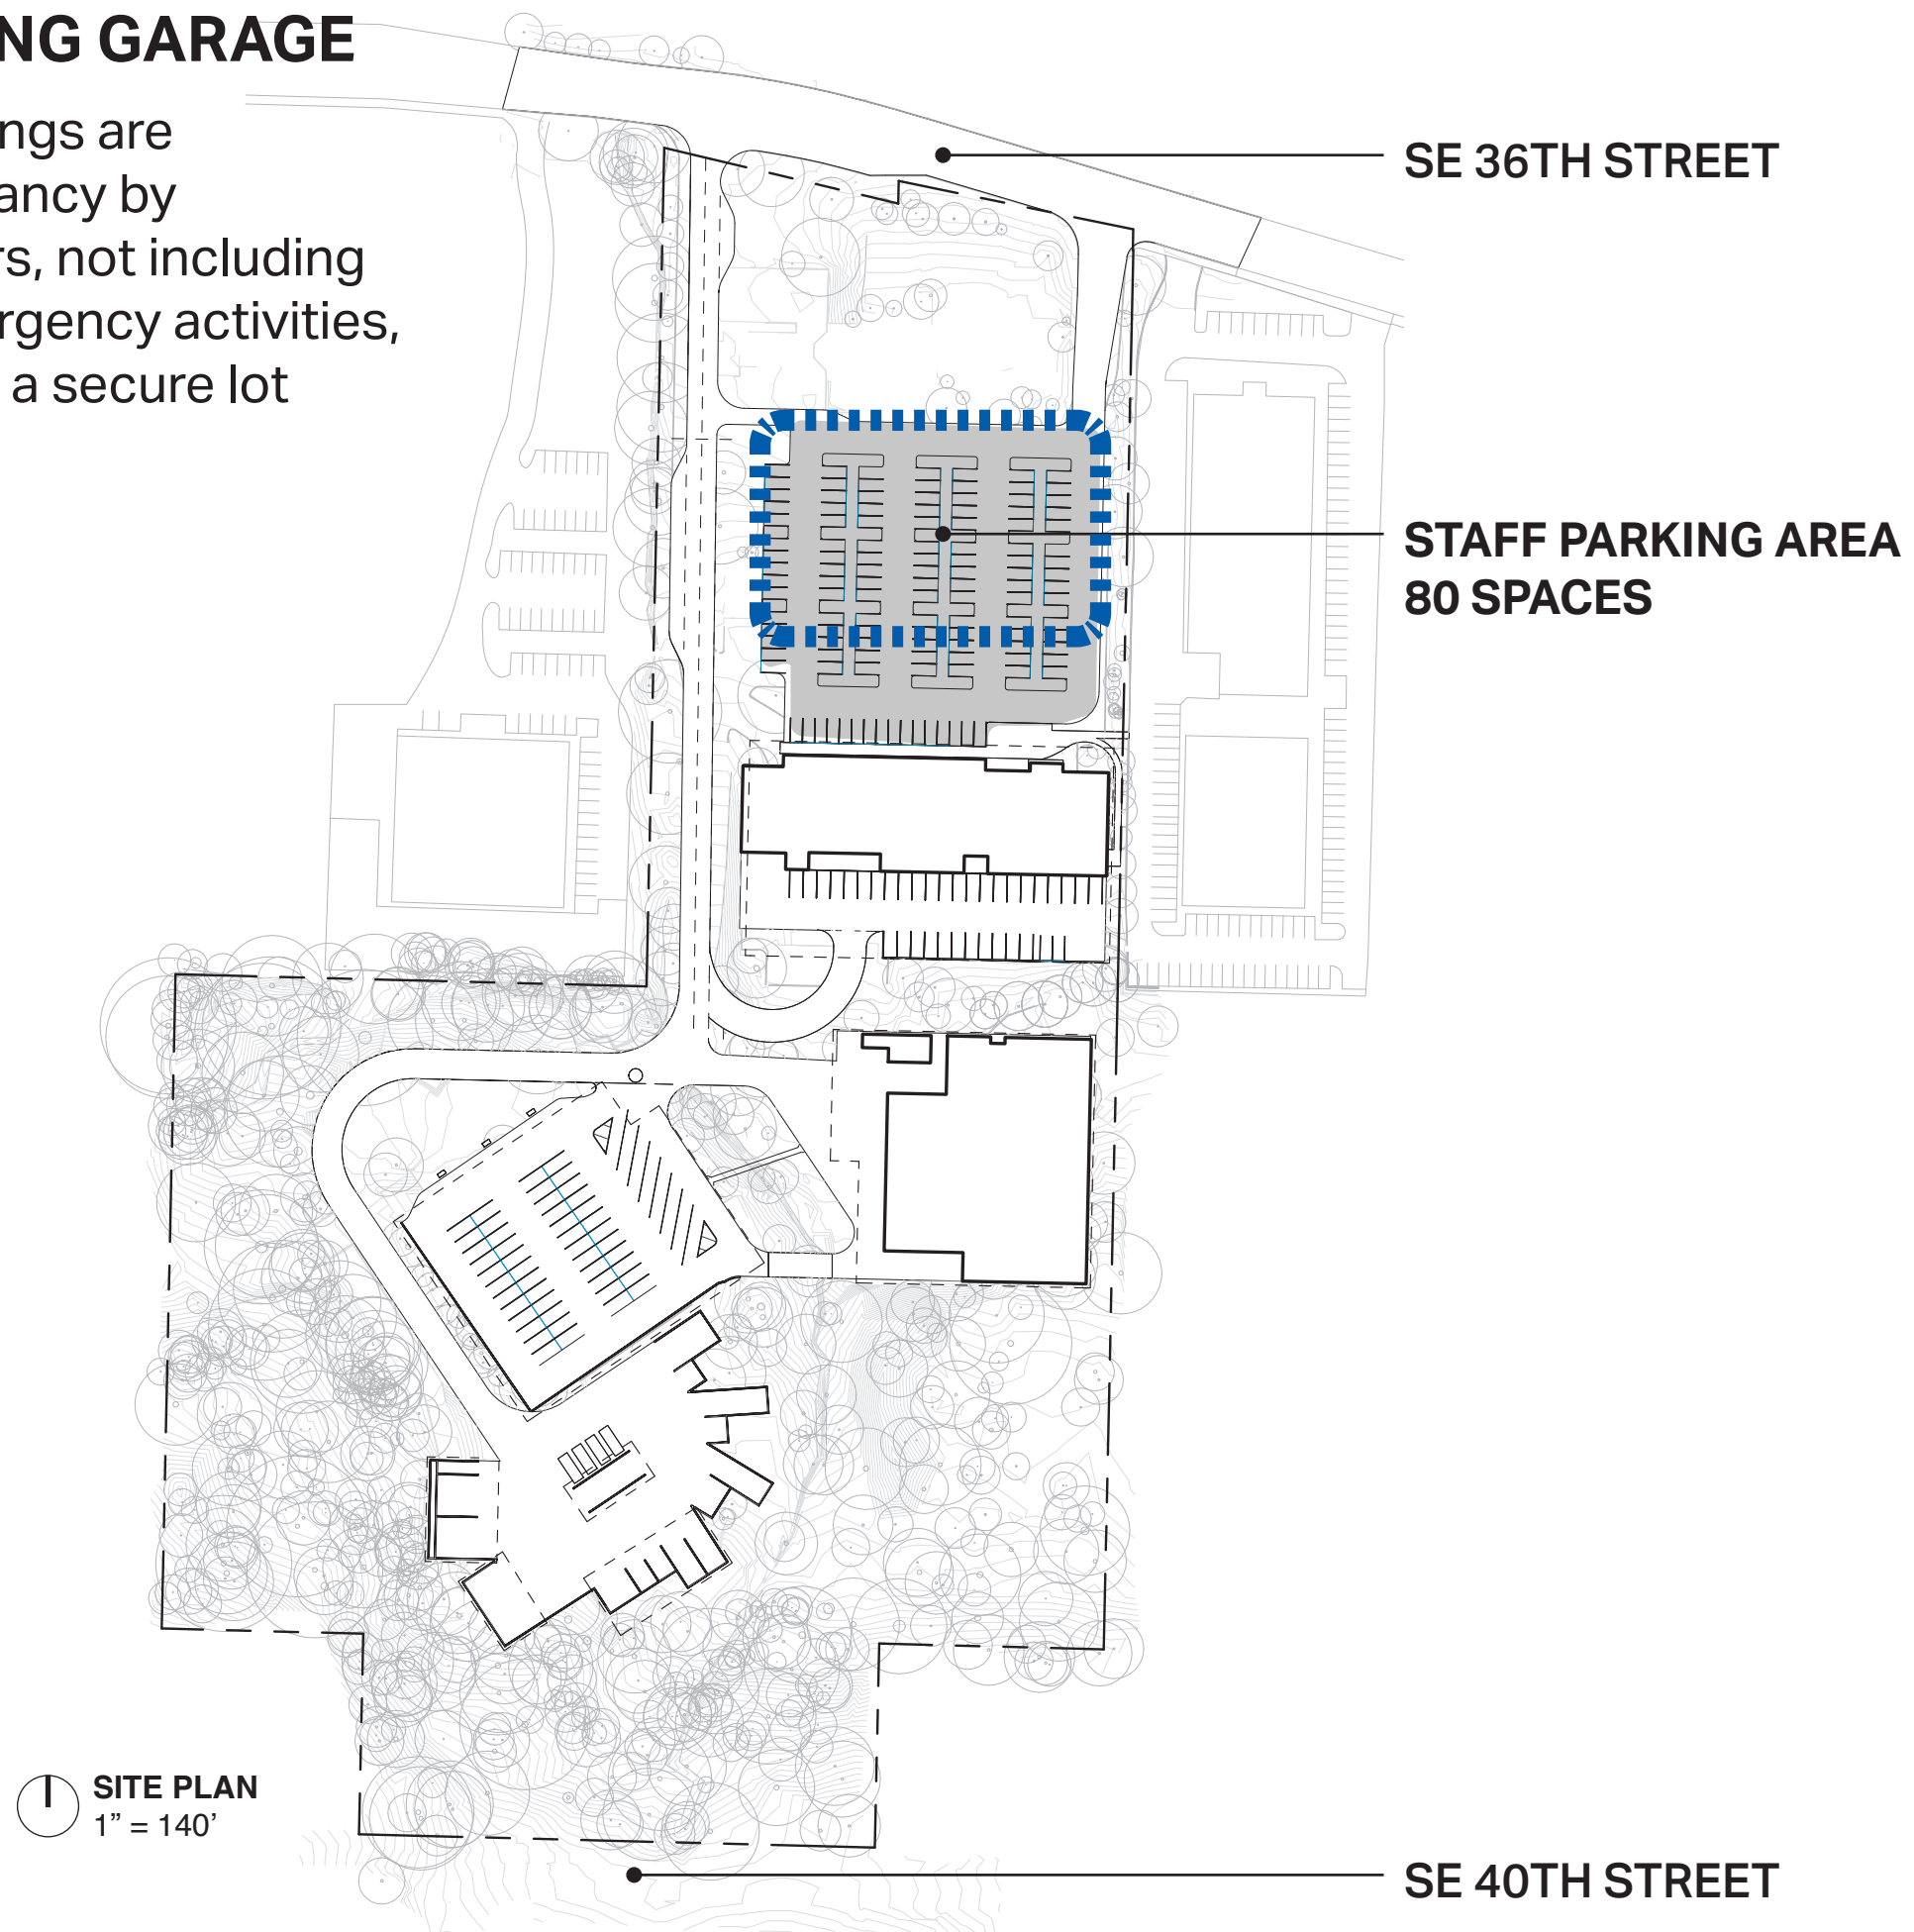 NG GARAGE
ngs are
ancy by
rs, not including
rgency activities,
a secure lot
SE 36TH STREET
STAFF PARKING AREA
80 SPACES
SITE PLAN
1” = 140’
SE 40TH STREET